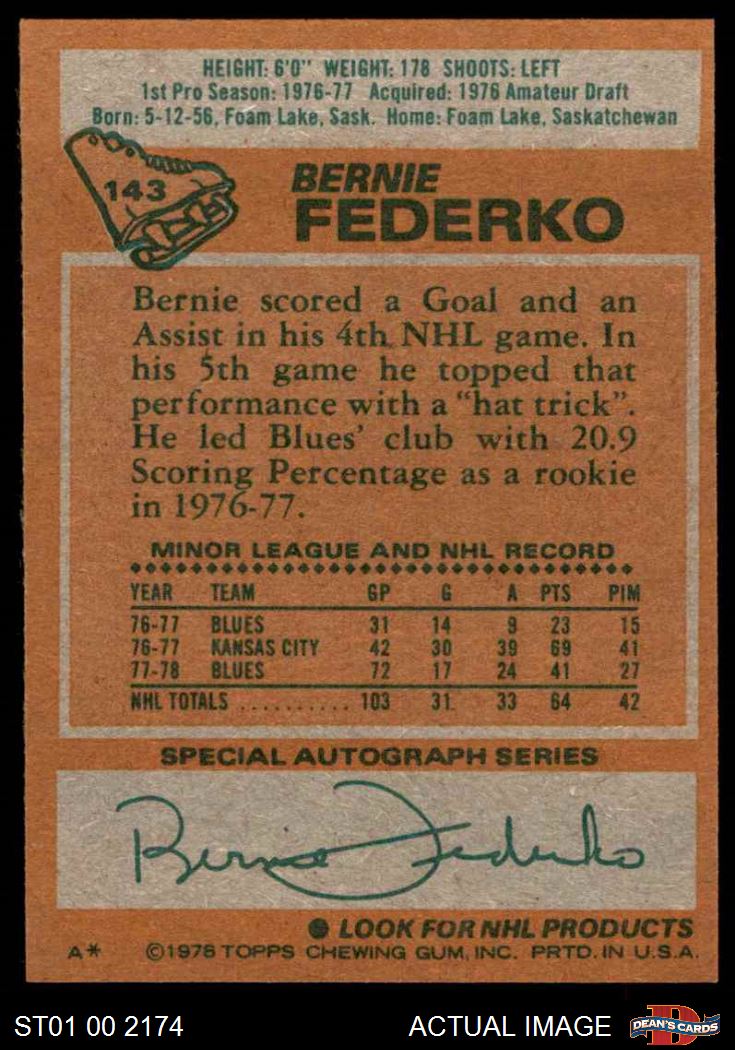 HEIGHT: 6'0" WEIGHT: 178 SHOOTS: LEFT
1st Pro Season: 1976-77 Acquired: 1976 Amateur Draft
Born: 5-12-56, Foam Lake, Sask. Home: Foam Lake, Saskatchewan
143
BERNIE
FEDERKO
Bernie scored a Goal and an
Assist in his 4th NHL game. In
his 5th game he topped that
performance with a "hat trick".
He led Blues' club with 20.9
Scoring Percentage as a rookie
in 1976-77.
MINOR LEAGUE AND NHL RECORD
YEAR TEAM GP G A PTS PIM
76-77 BLUES 31 14 9 23 15
76-77 KANSAS CITY 42 30 39 69 41
77-78 BLUES 72 17 24 41 27
NHL TOTALS .......... 103 31 33 64 42
SPECIAL AUTOGRAPH SERIES
Bernie Federko
● LOOK FOR NHL PRODUCTS
A* ©1978 TOPPS CHEWING GUM, INC. PRTD. IN U.S.A.
ST01 00 2174 ACTUAL IMAGE D DEAN'S CARDS